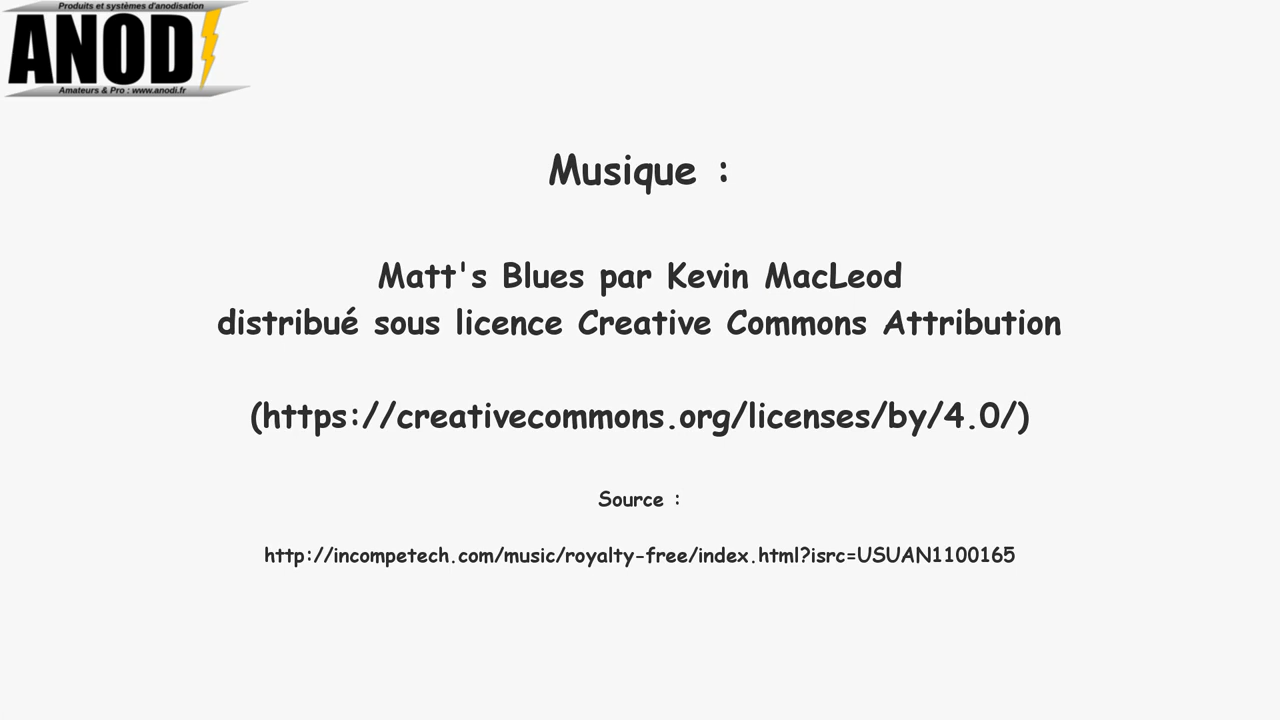 Produits et systèmes d'anodisation
ANODI
Amateurs & Pro : www.anodi.fr
Musique :
Matt's Blues par Kevin MacLeod
distribué sous licence Creative Commons Attribution
(https://creativecommons.org/licenses/by/4.0/)
Source :
http://incompetech.com/music/royalty-free/index.html?isrc=USUAN1100165